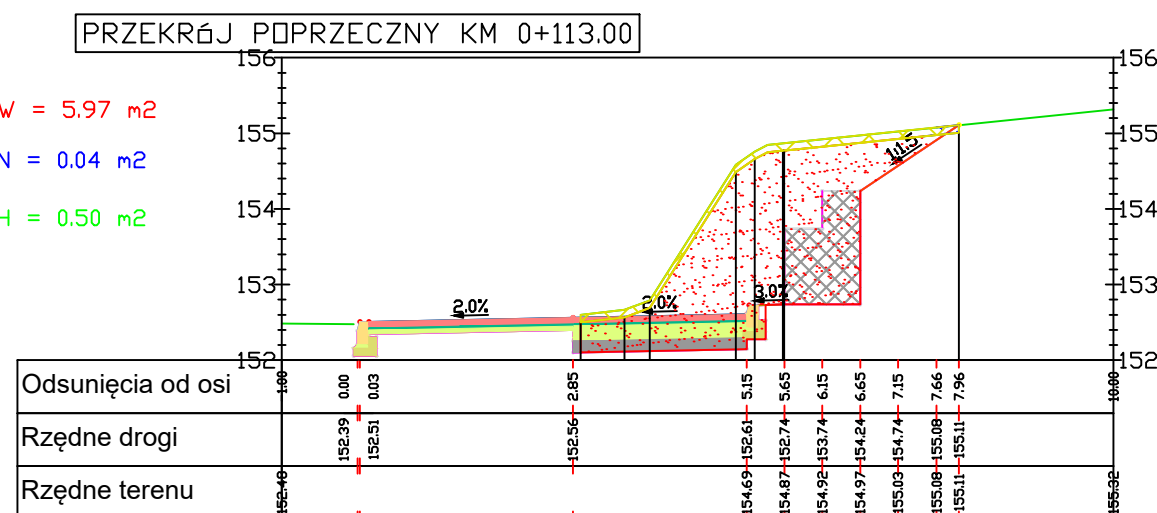 PRZEKRóJ POPRZECZNY KM 0+113.00
W = 5.97 m2
N = 0.04 m2
H = 0.50 m2
156 156
155 155
154 154
153 153
152 152
1:1.5
2.0% 2.0% 3.0%
Odsunięcia od osi 1.00 0.00 0.03 2.85 5.15 5.65 6.15 6.65 7.15 7.66 7.96 10.00
Rzędne drogi 152.39 152.51 152.56 152.61 152.74 153.74 154.24 154.74 155.08 155.11
Rzędne terenu 152.48 154.69 154.87 154.92 154.97 155.03 155.08 155.11 155.32